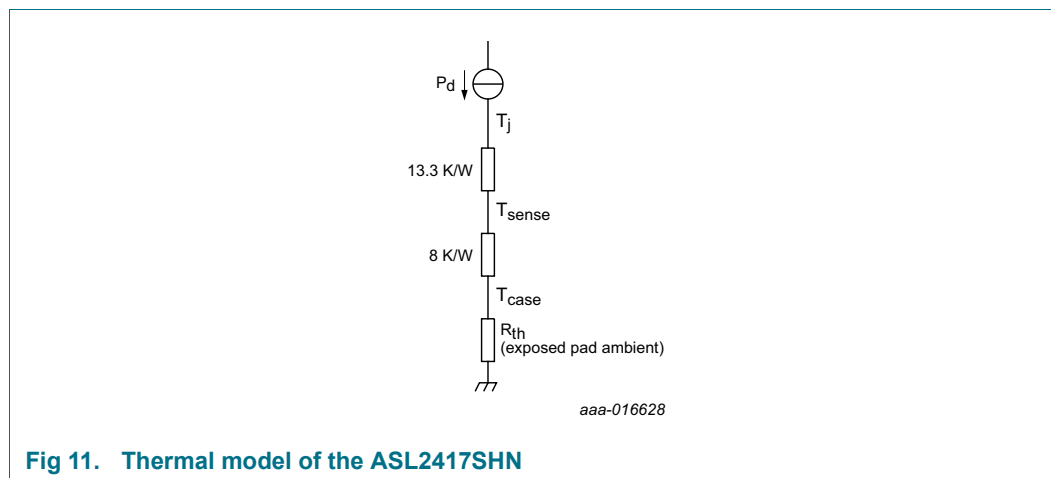 Pd
Tj
13.3 K/W
Tsense
8 K/W
Tcase
Rth
(exposed pad ambient)
aaa-016628
Fig 11. Thermal model of the ASL2417SHN